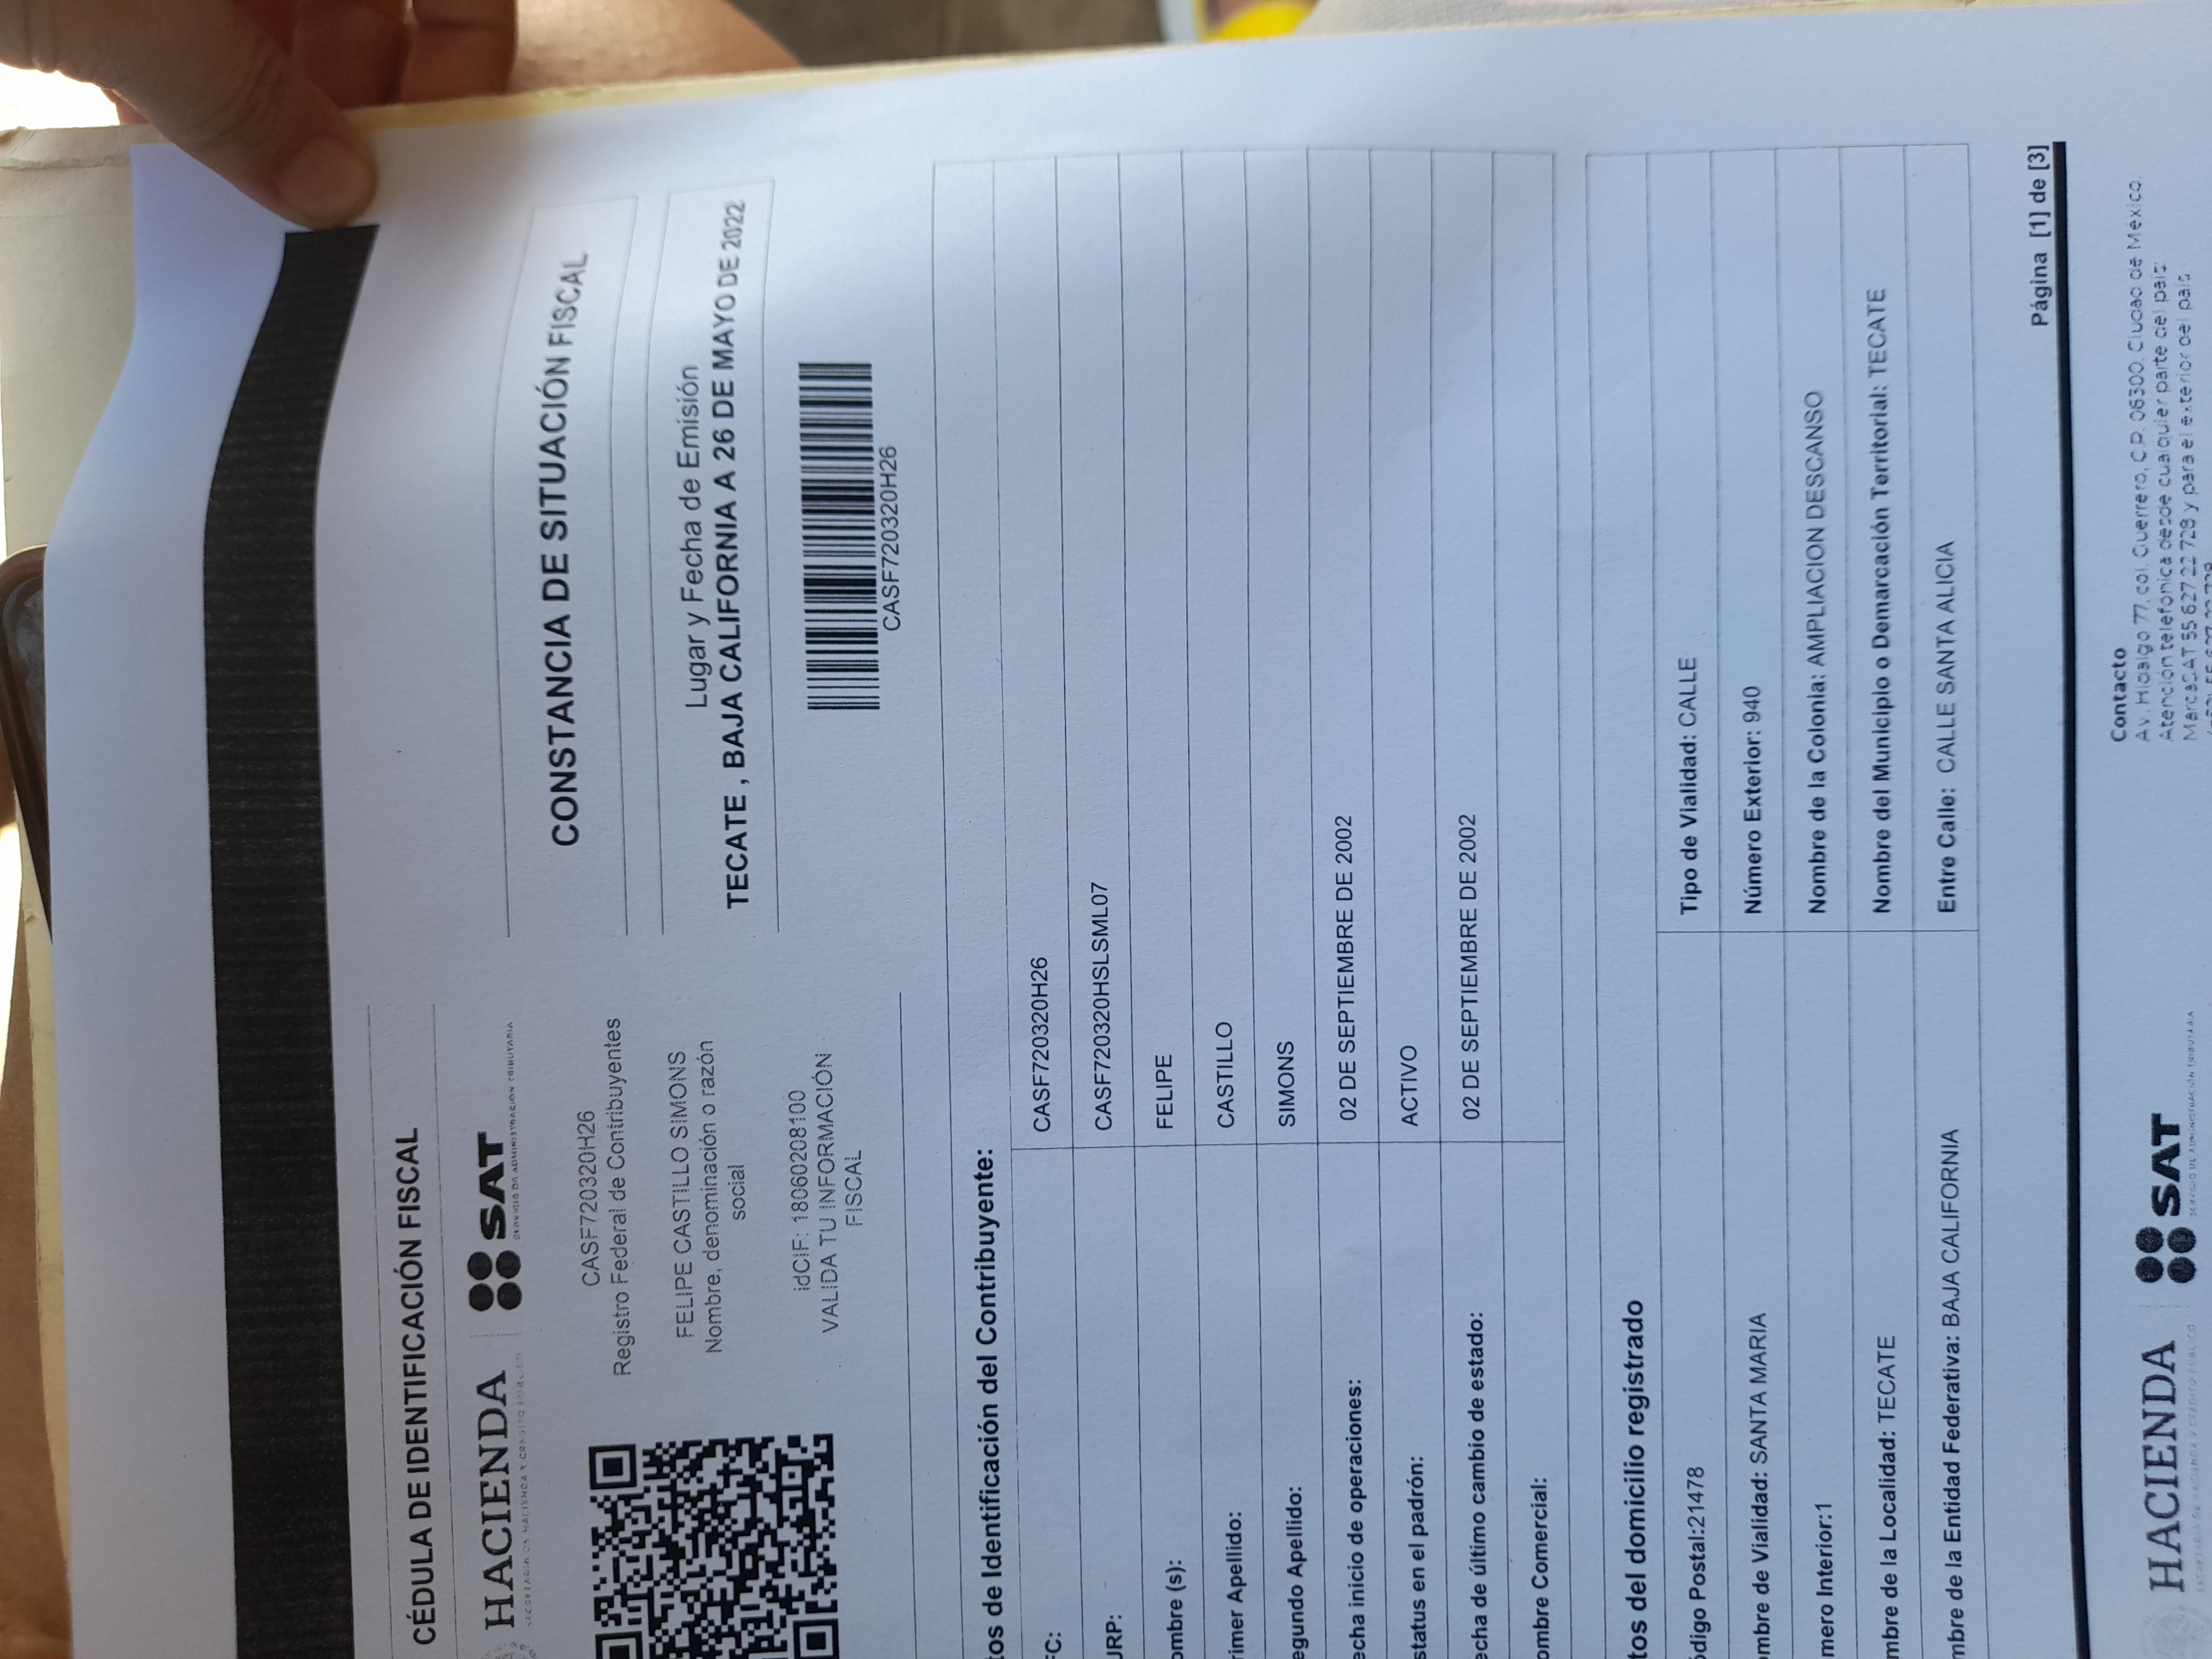 CÉDULA DE IDENTIFICACIÓN FISCAL
HACIENDA
SECRETARÍA DE HACIENDA Y CRÉDITO PÚBLICO
SAT
SERVICIO DE ADMINISTRACIÓN TRIBUTARIA
CASF720320H26
Registro Federal de Contribuyentes
FELIPE CASTILLO SIMONS
Nombre, denominación o razón
social
idCIF: 18060208100
VALIDA TU INFORMACIÓN
FISCAL
CONSTANCIA DE SITUACIÓN FISCAL
Lugar y Fecha de Emisión
TECATE , BAJA CALIFORNIA A 26 DE MAYO DE 2022
CASF720320H26
tos de Identificación del Contribuyente:
FC: CASF720320H26
URP: CASF720320HSLSML07
ombre (s): FELIPE
rimer Apellido: CASTILLO
egundo Apellido: SIMONS
echa inicio de operaciones: 02 DE SEPTIEMBRE DE 2002
status en el padrón: ACTIVO
echa de último cambio de estado: 02 DE SEPTIEMBRE DE 2002
ombre Comercial:
tos del domicilio registrado
ódigo Postal:21478 Tipo de Vialidad: CALLE
ombre de Vialidad: SANTA MARIA Número Exterior: 940
mero Interior:1 Nombre de la Colonia: AMPLIACION DESCANSO
mbre de la Localidad: TECATE Nombre del Municipio o Demarcación Territorial: TECATE
mbre de la Entidad Federativa: BAJA CALIFORNIA Entre Calle: CALLE SANTA ALICIA
Página [1] de [3]
HACIENDA
SECRETARÍA DE HACIENDA Y CRÉDITO PÚBLICO
SAT
SERVICIO DE ADMINISTRACIÓN TRIBUTARIA
Contacto
Av. Hidalgo 77, col. Guerrero, C.P. 06300, Ciudad de México.
Atención telefónica desde cualquier parte del país:
MarcaSAT 55 627 22 728 y para el exterior del país